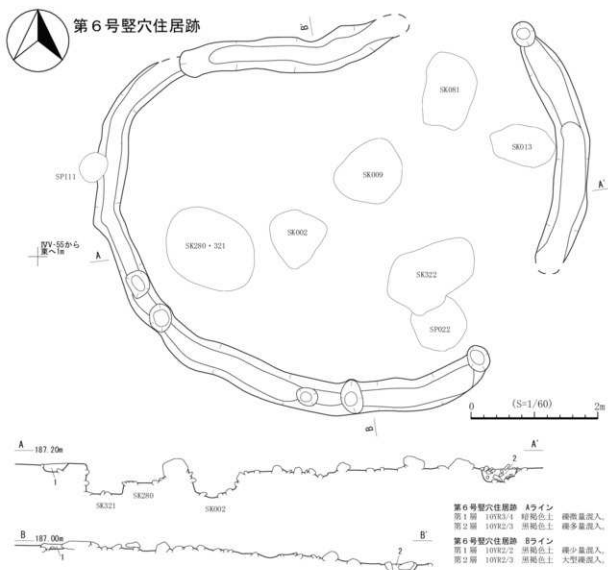 第6号竪穴住居跡
B'
SK081
SK013
SK009
A'
SP111
SK002
SK280・321
Ⅳ V-55から
東へ1m
A
SK322
SP022
B
0 (S=1/60) 2m
A 187.20m
A'
1
2
SK321
SK280
SK002
B 187.00m
B'
1
2
第6号竪穴住居跡 Aライン
第1層 10YR3/4 暗褐色土 礫微量混入。
第2層 10YR2/3 黒褐色土 礫多量混入。
第6号竪穴住居跡 Bライン
第1層 10YR2/2 黒褐色土 礫少量混入。
第2層 10YR2/3 黒褐色土 大型礫混入。